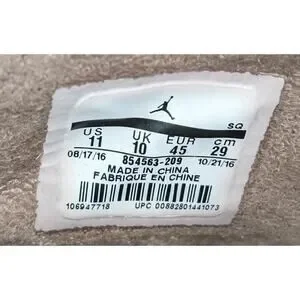 SQ
US UK EUR cm
11 10 45 29
08/17/16 854563-209 10/21/16
MADE IN CHINA
FABRIQUE EN CHINE
106947718 UPC 00882801441073